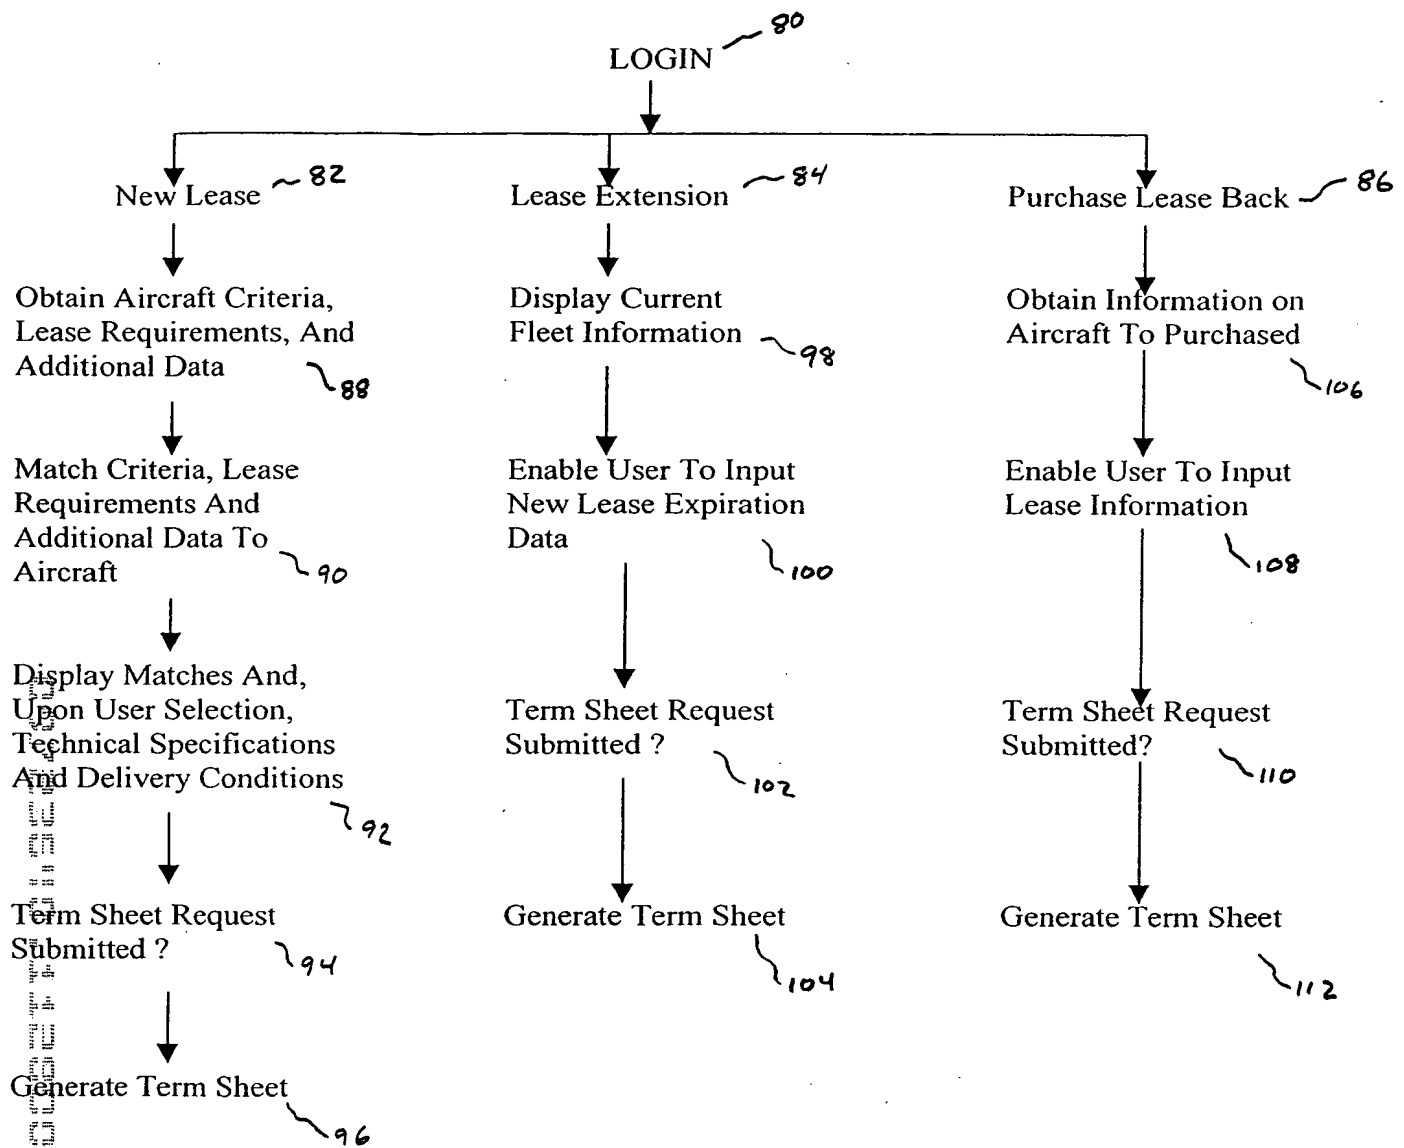 LOGIN
80
New Lease
82
Lease Extension
84
Purchase Lease Back
86
Obtain Aircraft Criteria,
Lease Requirements, And
Additional Data
88
Match Criteria, Lease
Requirements And
Additional Data To
Aircraft
90
Display Matches And,
Upon User Selection,
Technical Specifications
And Delivery Conditions
92
Term Sheet Request
Submitted ?
94
Generate Term Sheet
96
Display Current
Fleet Information
98
Enable User To Input
New Lease Expiration
Data
100
Term Sheet Request
Submitted ?
102
Generate Term Sheet
104
Obtain Information on
Aircraft To Purchased
106
Enable User To Input
Lease Information
108
Term Sheet Request
Submitted?
110
Generate Term Sheet
112